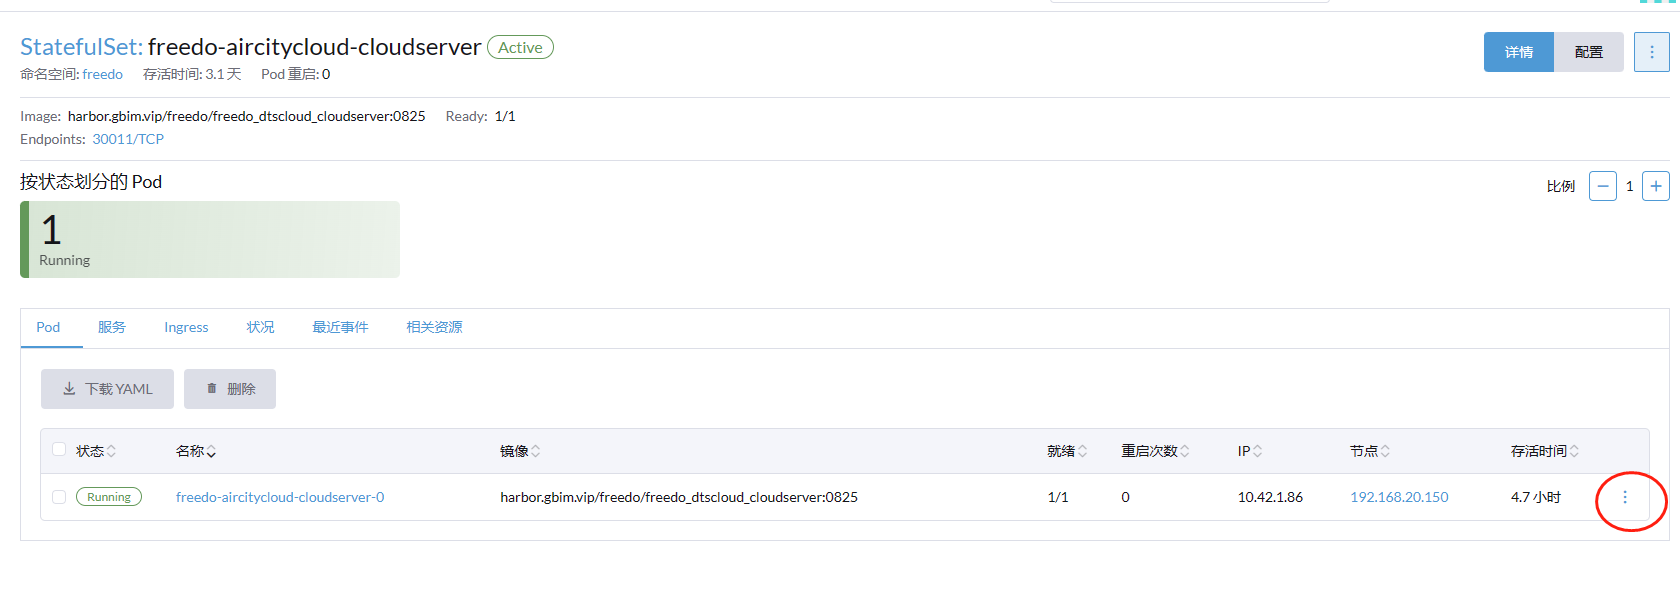 StatefulSet: freedo-aircitycloud-cloudserver Active
详情 配置
命名空间: freedo 存活时间: 3.1 天 Pod 重启: 0
Image: harbor.gbim.vip/freedo/freedo_dtscloud_cloudserver:0825 Ready: 1/1
Endpoints: 30011/TCP
按状态划分的 Pod
比例 1
1
Running
Pod 服务 Ingress 状况 最近事件 相关资源
下载 YAML 删除
状态 名称 镜像 就绪 重启次数 IP 节点 存活时间
Running freedo-aircitycloud-cloudserver-0 harbor.gbim.vip/freedo/freedo_dtscloud_cloudserver:0825 1/1 0 10.42.1.86 192.168.20.150 4.7 小时